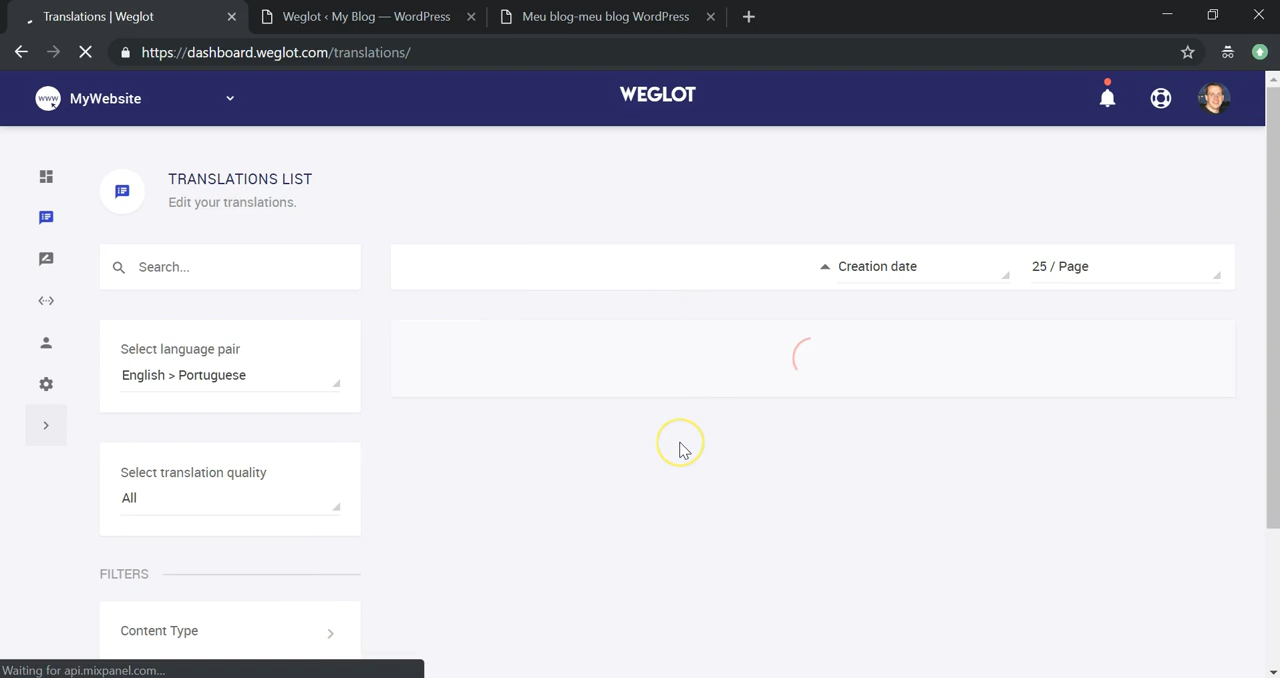 Translations | Weglot
Weglot ‹ My Blog — WordPress
Meu blog-meu blog WordPress
https://dashboard.weglot.com/translations/
www
MyWebsite
WEGLOT
TRANSLATIONS LIST
Edit your translations.
Search...
Creation date
25 / Page
Select language pair
English > Portuguese
Select translation quality
All
FILTERS
Content Type
Waiting for api.mixpanel.com...